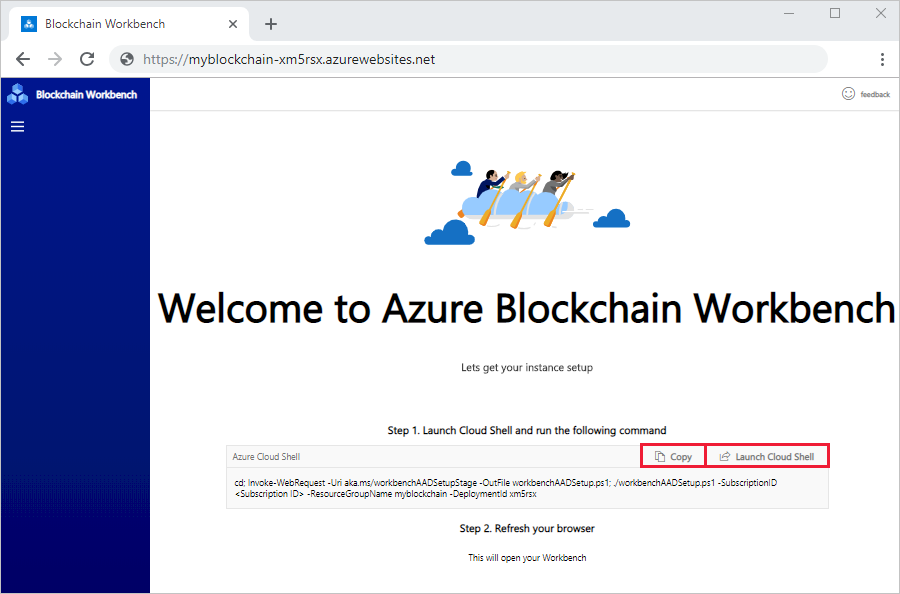 Blockchain Workbench
https://myblockchain-xm5rsx.azurewebsites.net
Blockchain Workbench
feedback
Welcome to Azure Blockchain Workbench
Lets get your instance setup
Step 1. Launch Cloud Shell and run the following command
Azure Cloud Shell
Copy
Launch Cloud Shell
cd; Invoke-WebRequest -Uri aka.ms/workbenchAADSetupStage -OutFile workbenchAADSetup.ps1; ./workbenchAADSetup.ps1 -SubscriptionID
<Subscription ID> -ResourceGroupName myblockchain -DeploymentId xm5rsx
Step 2. Refresh your browser
This will open your Workbench